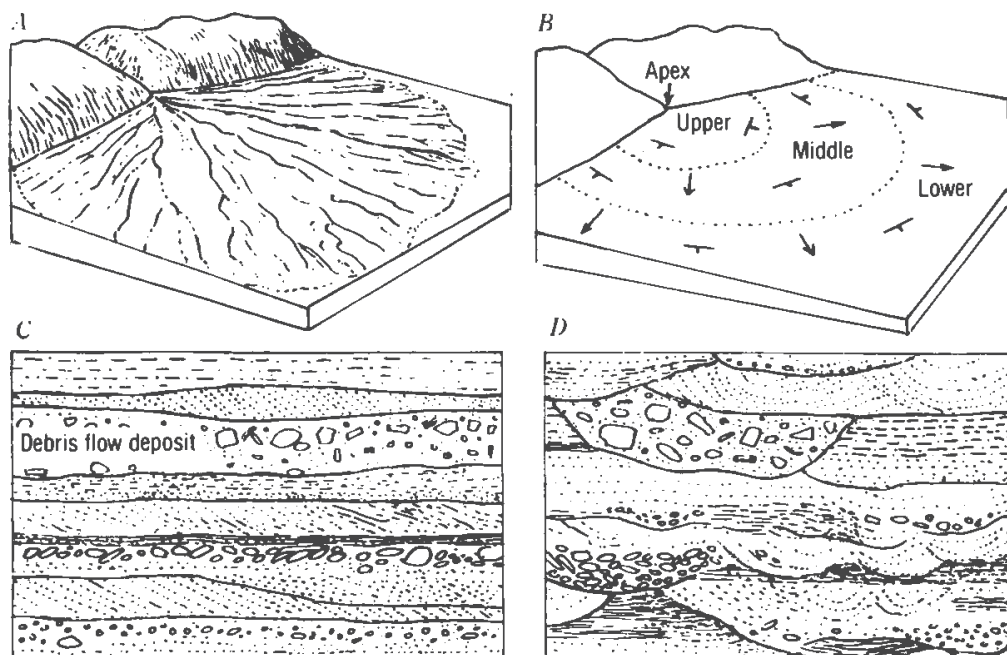 A
B
Apex
Upper
Middle
Lower
C
D
Debris flow deposit